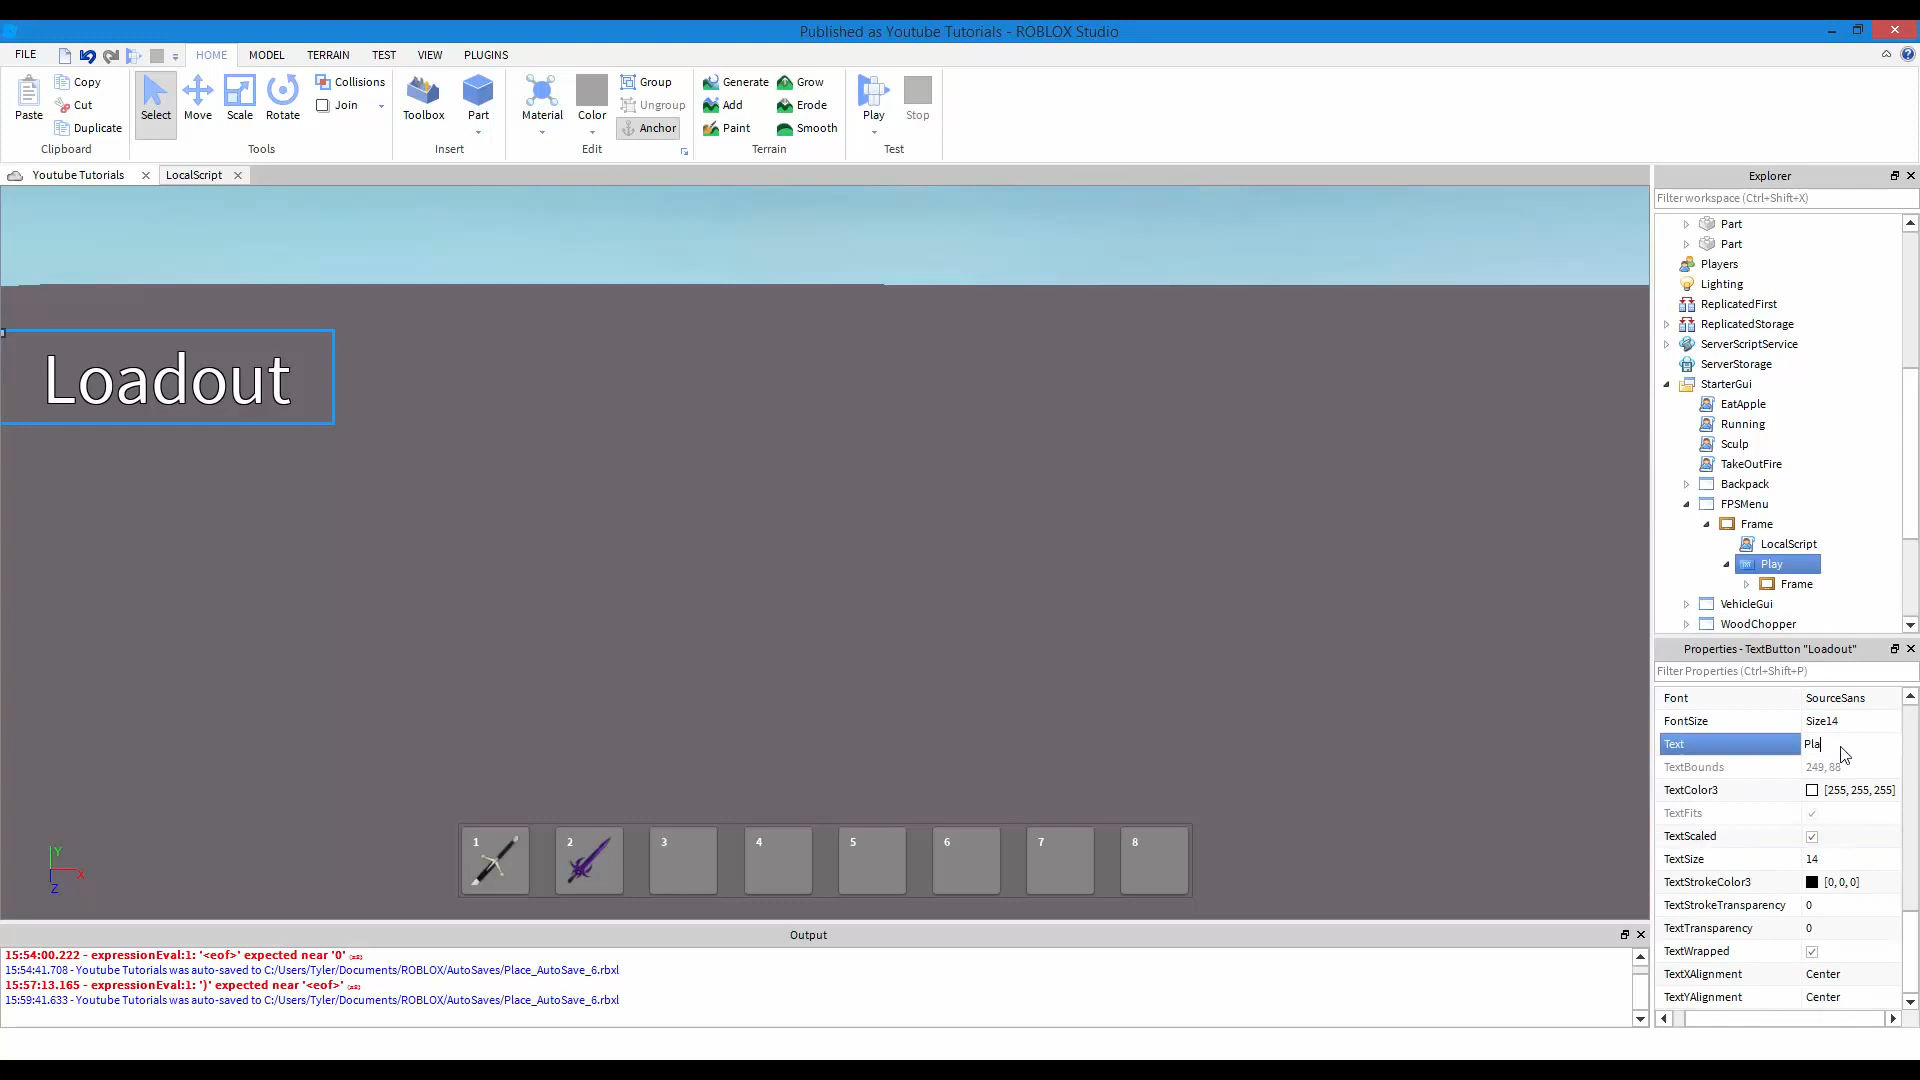 Published as Youtube Tutorials - ROBLOX Studio
FILE HOME MODEL TERRAIN TEST VIEW PLUGINS
Paste Copy Cut Duplicate Clipboard
Select Move Scale Rotate Collisions Join Tools
Toolbox Part Insert
Material Color Group Ungroup Anchor Edit
Generate Grow Add Erode Paint Smooth Terrain
Play Stop Test
Youtube Tutorials LocalScript
Loadout
Y X Z
1 2 3 4 5 6 7 8
Output
15:54:00.222 - expressionEval:1: '<eof>' expected near '0' (x2)
15:54:41.708 - Youtube Tutorials was auto-saved to C:/Users/Tyler/Documents/ROBLOX/AutoSaves/Place_AutoSave_6.rbxl
15:57:13.165 - expressionEval:1: ')' expected near '<eof>' (x2)
15:59:41.633 - Youtube Tutorials was auto-saved to C:/Users/Tyler/Documents/ROBLOX/AutoSaves/Place_AutoSave_6.rbxl
Explorer
Filter workspace (Ctrl+Shift+X)
Part
Part
Players
Lighting
ReplicatedFirst
ReplicatedStorage
ServerScriptService
ServerStorage
StarterGui
EatApple
Running
Sculp
TakeOutFire
Backpack
FPSMenu
Frame
LocalScript
Play
Frame
VehicleGui
WoodChopper
Properties - TextButton "Loadout"
Filter Properties (Ctrl+Shift+P)
Font SourceSans
FontSize Size14
Text Pla
TextBounds 249, 88
TextColor3 [255, 255, 255]
TextFits
TextScaled
TextSize 14
TextStrokeColor3 [0, 0, 0]
TextStrokeTransparency 0
TextTransparency 0
TextWrapped
TextXAlignment Center
TextYAlignment Center